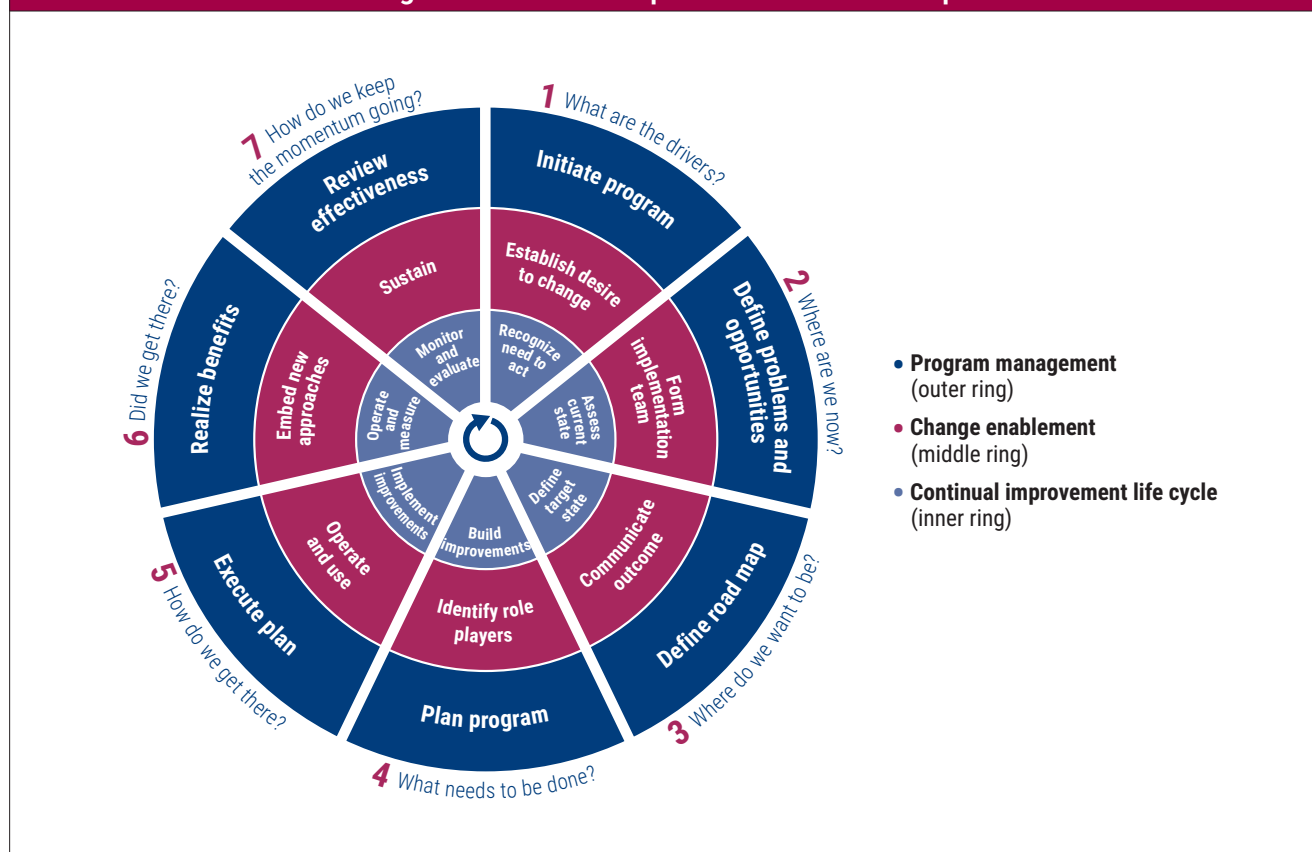 1 What are the drivers?
Initiate program
Establish desire
to change
Recognize
need to
act
2 Where are we now?
Define problems and
opportunities
Form
implementation
team
Assess
current
state
3 Where do we want to be?
Define road map
Communicate
outcome
Define
target
state
4 What needs to be done?
Plan program
Identify role
players
Build
improvements
5 How do we get there?
Execute plan
Operate
and use
Implement
improvements
6 Did we get there?
Realize benefits
Embed new
approaches
Operate
and
measure
7 How do we keep
the momentum going?
Review
effectiveness
Sustain
Monitor
and
evaluate
• Program management
(outer ring)
• Change enablement
(middle ring)
• Continual improvement life cycle
(inner ring)